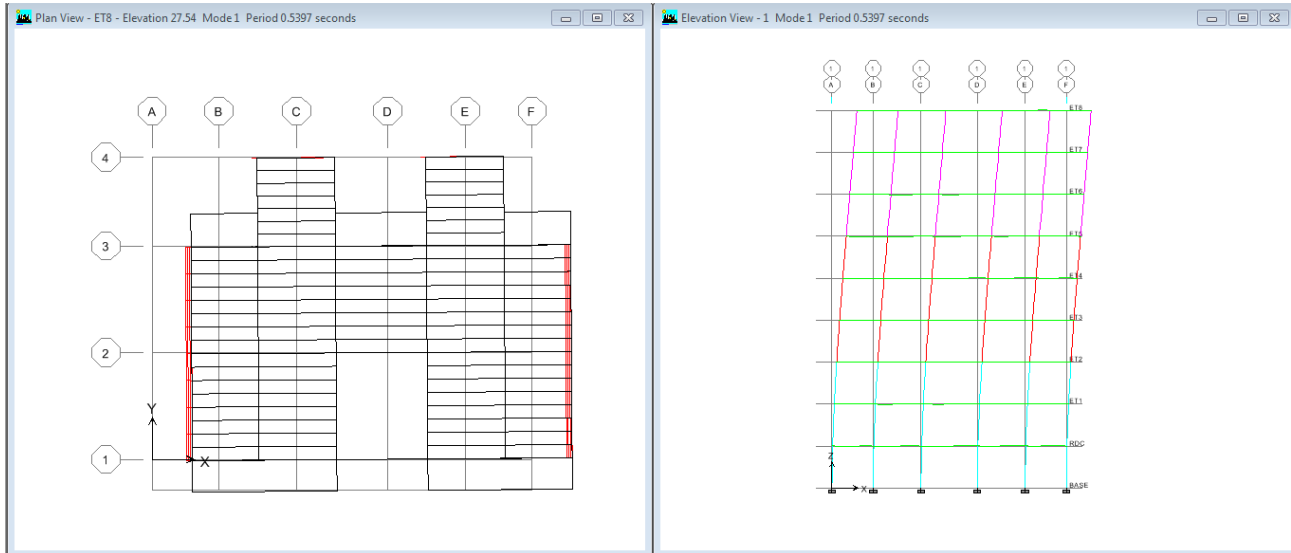 Plan View - ET8 - Elevation 27.54 Mode 1 Period 0.5397 seconds
A B C D E F
4
3
2
Y
1
X
Elevation View - 1 Mode 1 Period 0.5397 seconds
1 1 1 1 1 1
A B C D E F
ET8
ET7
ET6
ET5
ET4
ET3
ET2
ET1
RDC
Z
X
BASE